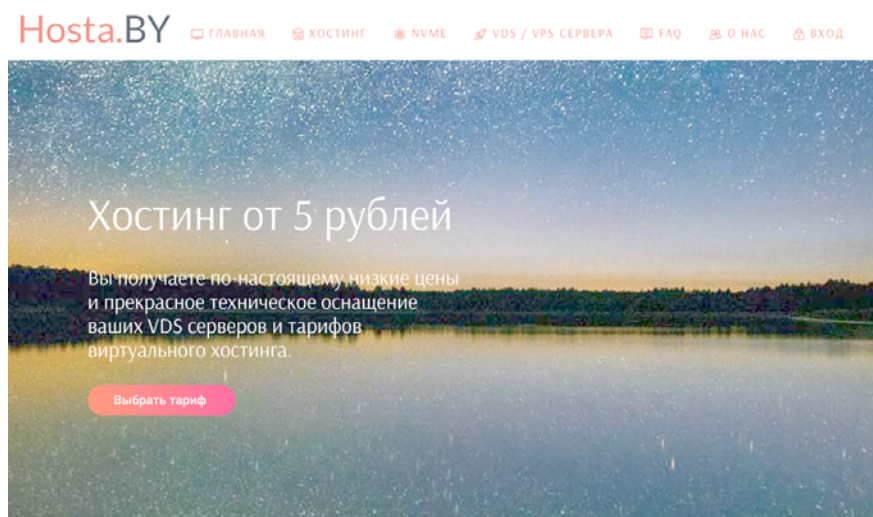 Hosta.BY
ГЛАВНАЯ ХОСТИНГ NVME VDS / VPS СЕРВЕРА FAQ О НАС ВХОД
Хостинг от 5 рублей
Вы получаете по-настоящему низкие цены
и прекрасное техническое оснащение
ваших VDS серверов и тарифов
виртуального хостинга.
Выбрать тариф